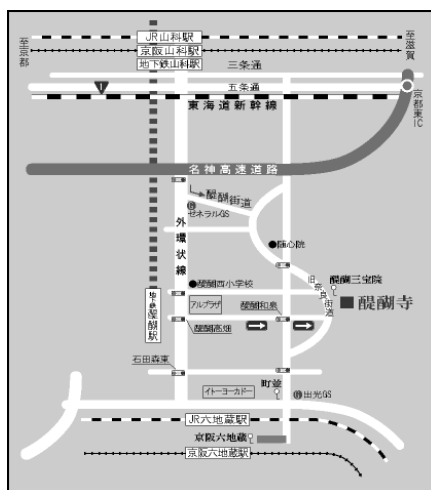 至京都
JR山科駅
京阪山科駅
地下鉄山科駅
至滋賀
三条通
五条通
1
京都東IC
東海道新幹線
名神高速道路
醍醐街道
ゼネラルGS
外環状線
随心院
醍醐西小学校
旧奈良街道
醍醐三宝院
醍醐寺
アルプラザ
醍醐和泉
地下鉄醍醐駅
醍醐高畑
石田森東
イトーヨーカドー
町並
出光GS
JR六地蔵駅
京阪六地蔵
京阪六地蔵駅